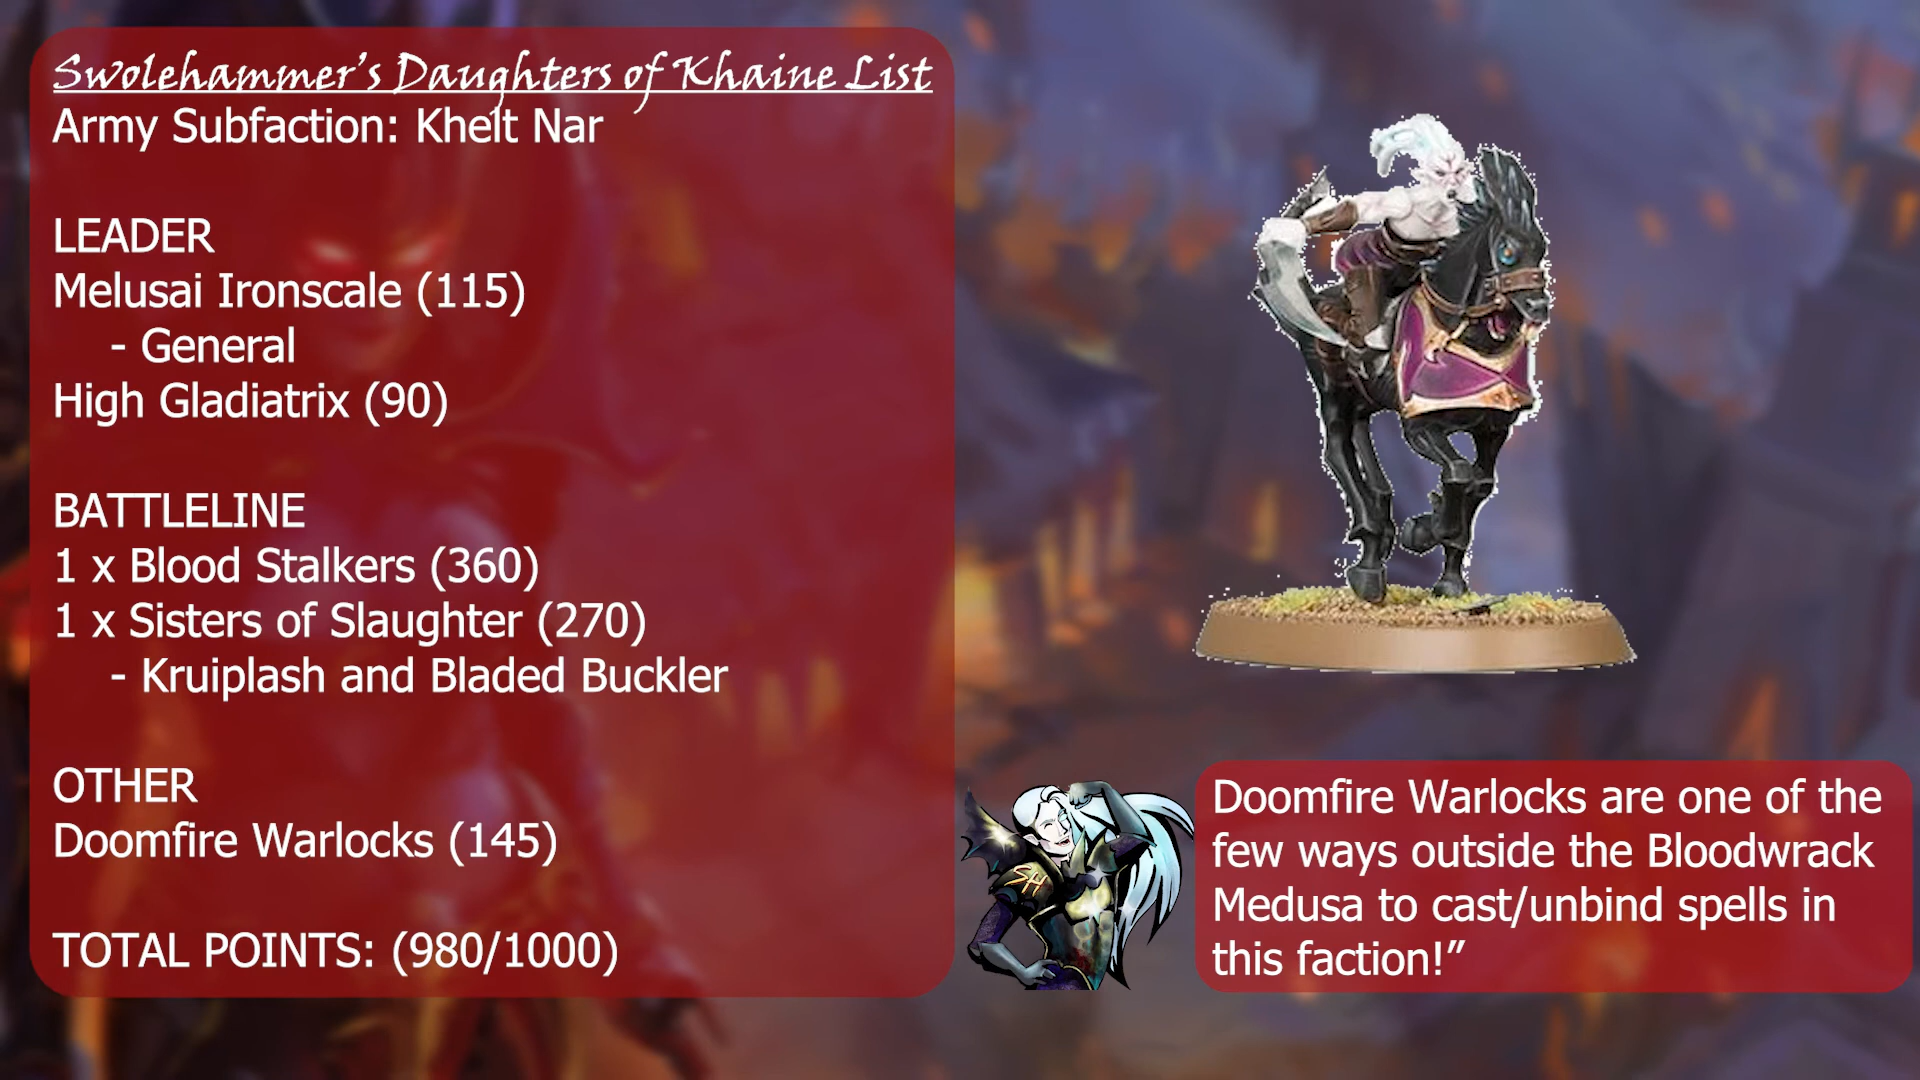 Swolehammer's Daughters of Khaine List
Army Subfaction: Khelt Nar
LEADER
Melusai Ironscale (115)
- General
High Gladiatrix (90)
BATTLELINE
1 x Blood Stalkers (360)
1 x Sisters of Slaughter (270)
- Kruiplash and Bladed Buckler
OTHER
Doomfire Warlocks (145)
TOTAL POINTS: (980/1000)
SH
Doomfire Warlocks are one of the
few ways outside the Bloodwrack
Medusa to cast/unbind spells in
this faction!”